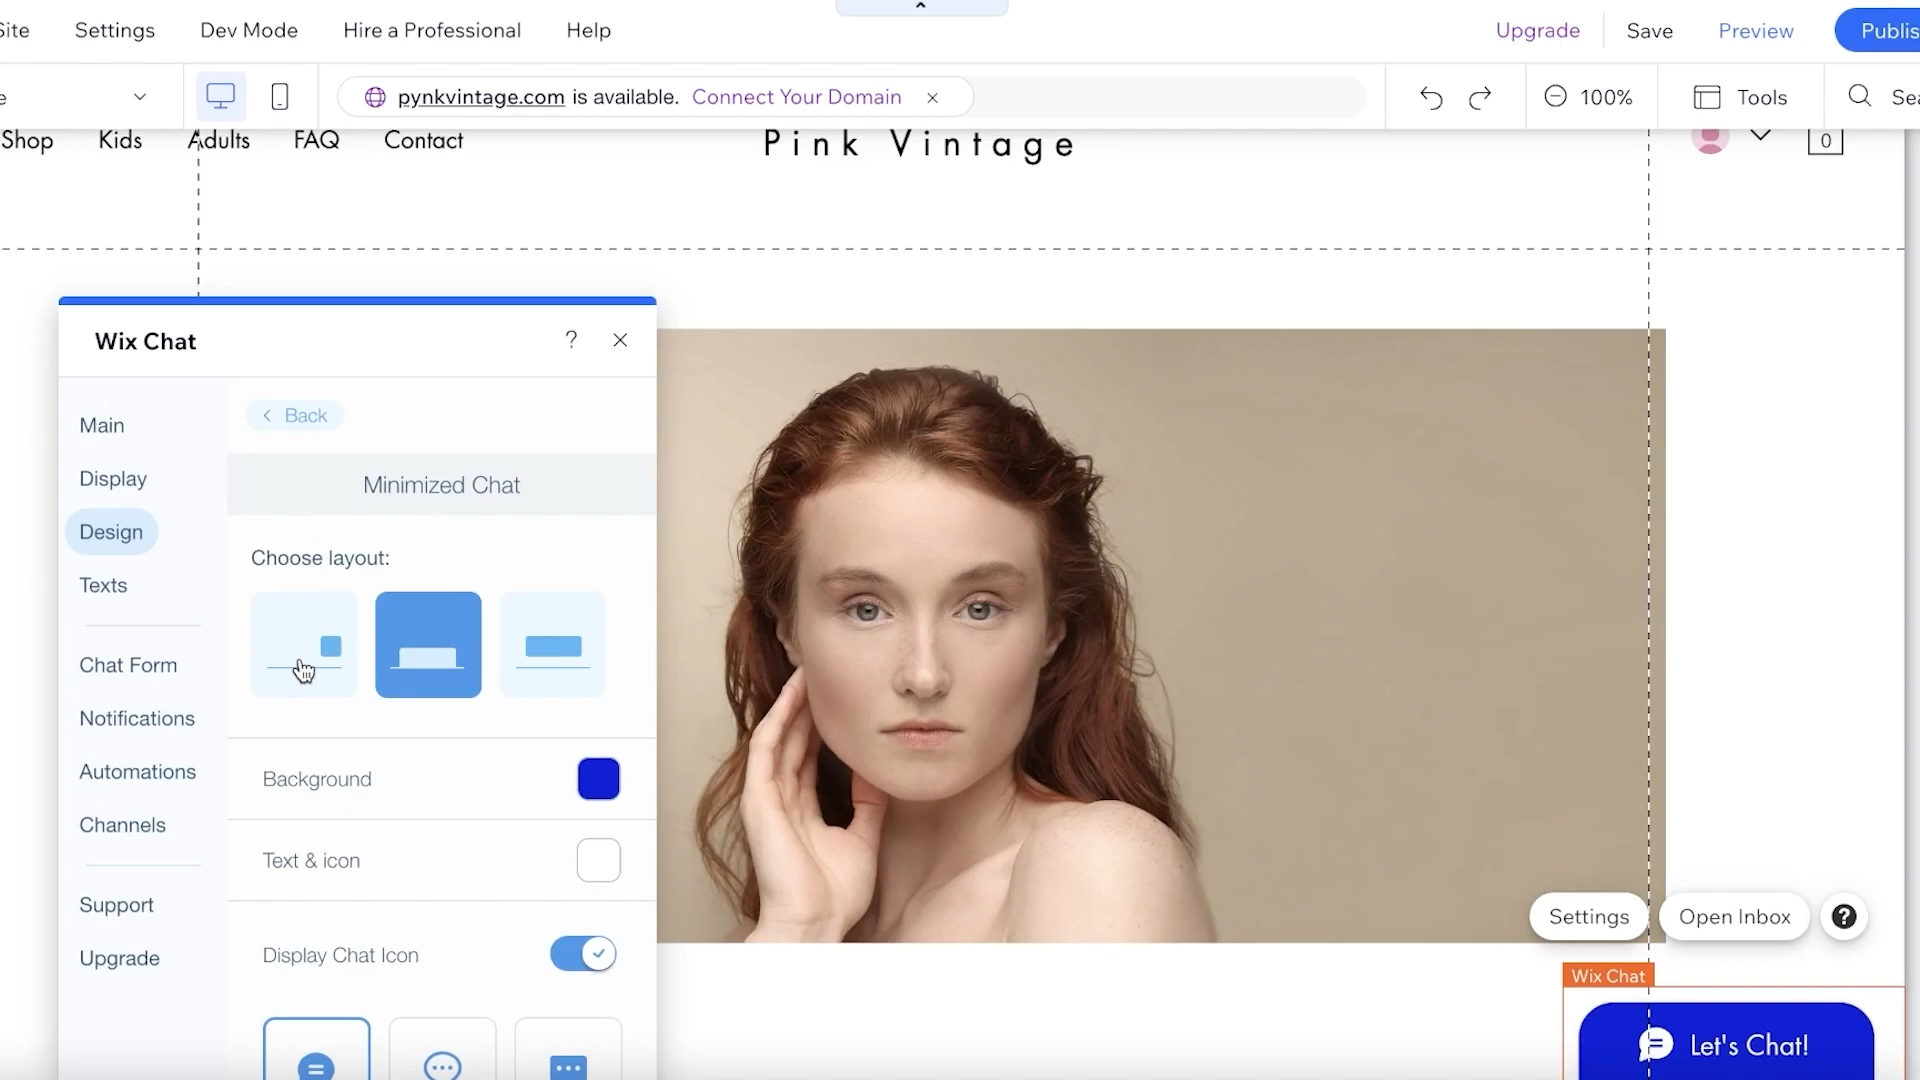 Site Settings Dev Mode Hire a Professional Help Upgrade Save Preview Publis
e pynkvintage.com is available. Connect Your Domain 100% Tools Sea
Shop Kids Adults FAQ Contact Pink Vintage 0
Wix Chat ?
Main
Display
Design
Texts
Chat Form
Notifications
Automations
Channels
Support
Upgrade
Back
Minimized Chat
Choose layout:
Background
Text & icon
Display Chat Icon
Settings Open Inbox ?
Wix Chat
Let's Chat!